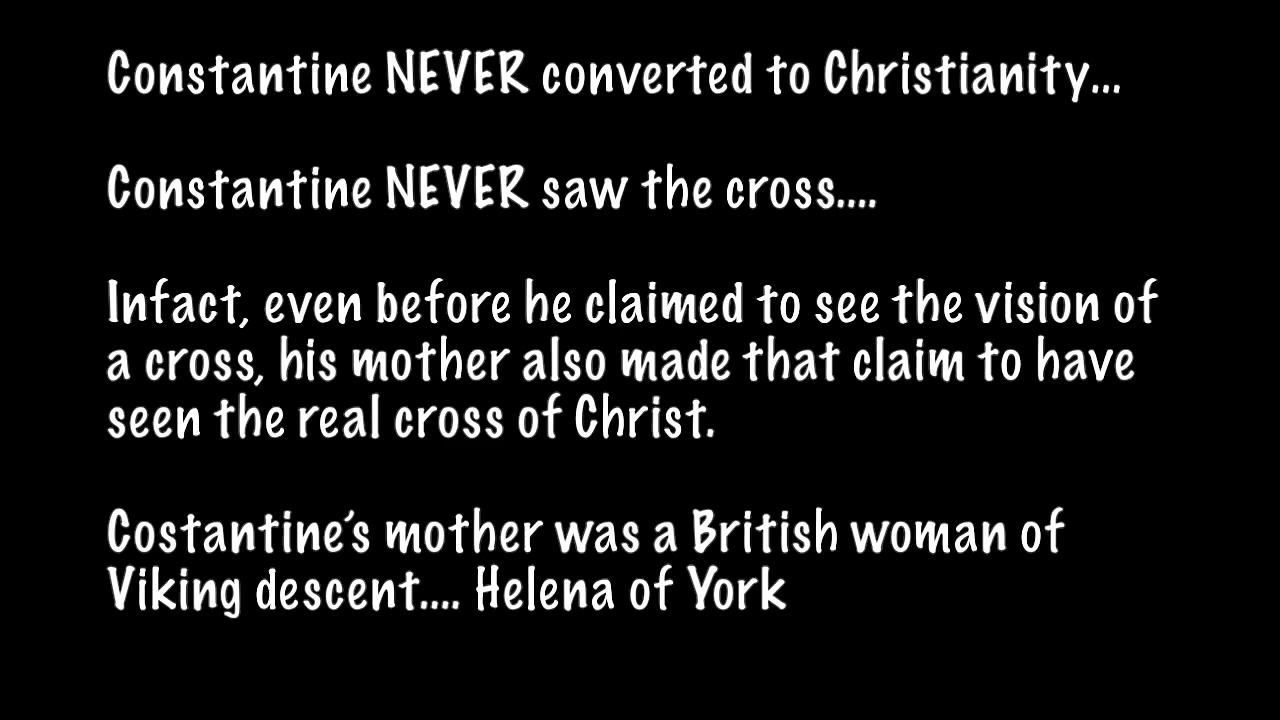 Constantine NEVER converted to Christianity...
Constantine NEVER saw the cross....
Infact, even before he claimed to see the vision of
a cross, his mother also made that claim to have
seen the real cross of Christ.
Costantine's mother was a British woman of
Viking descent.... Helena of York